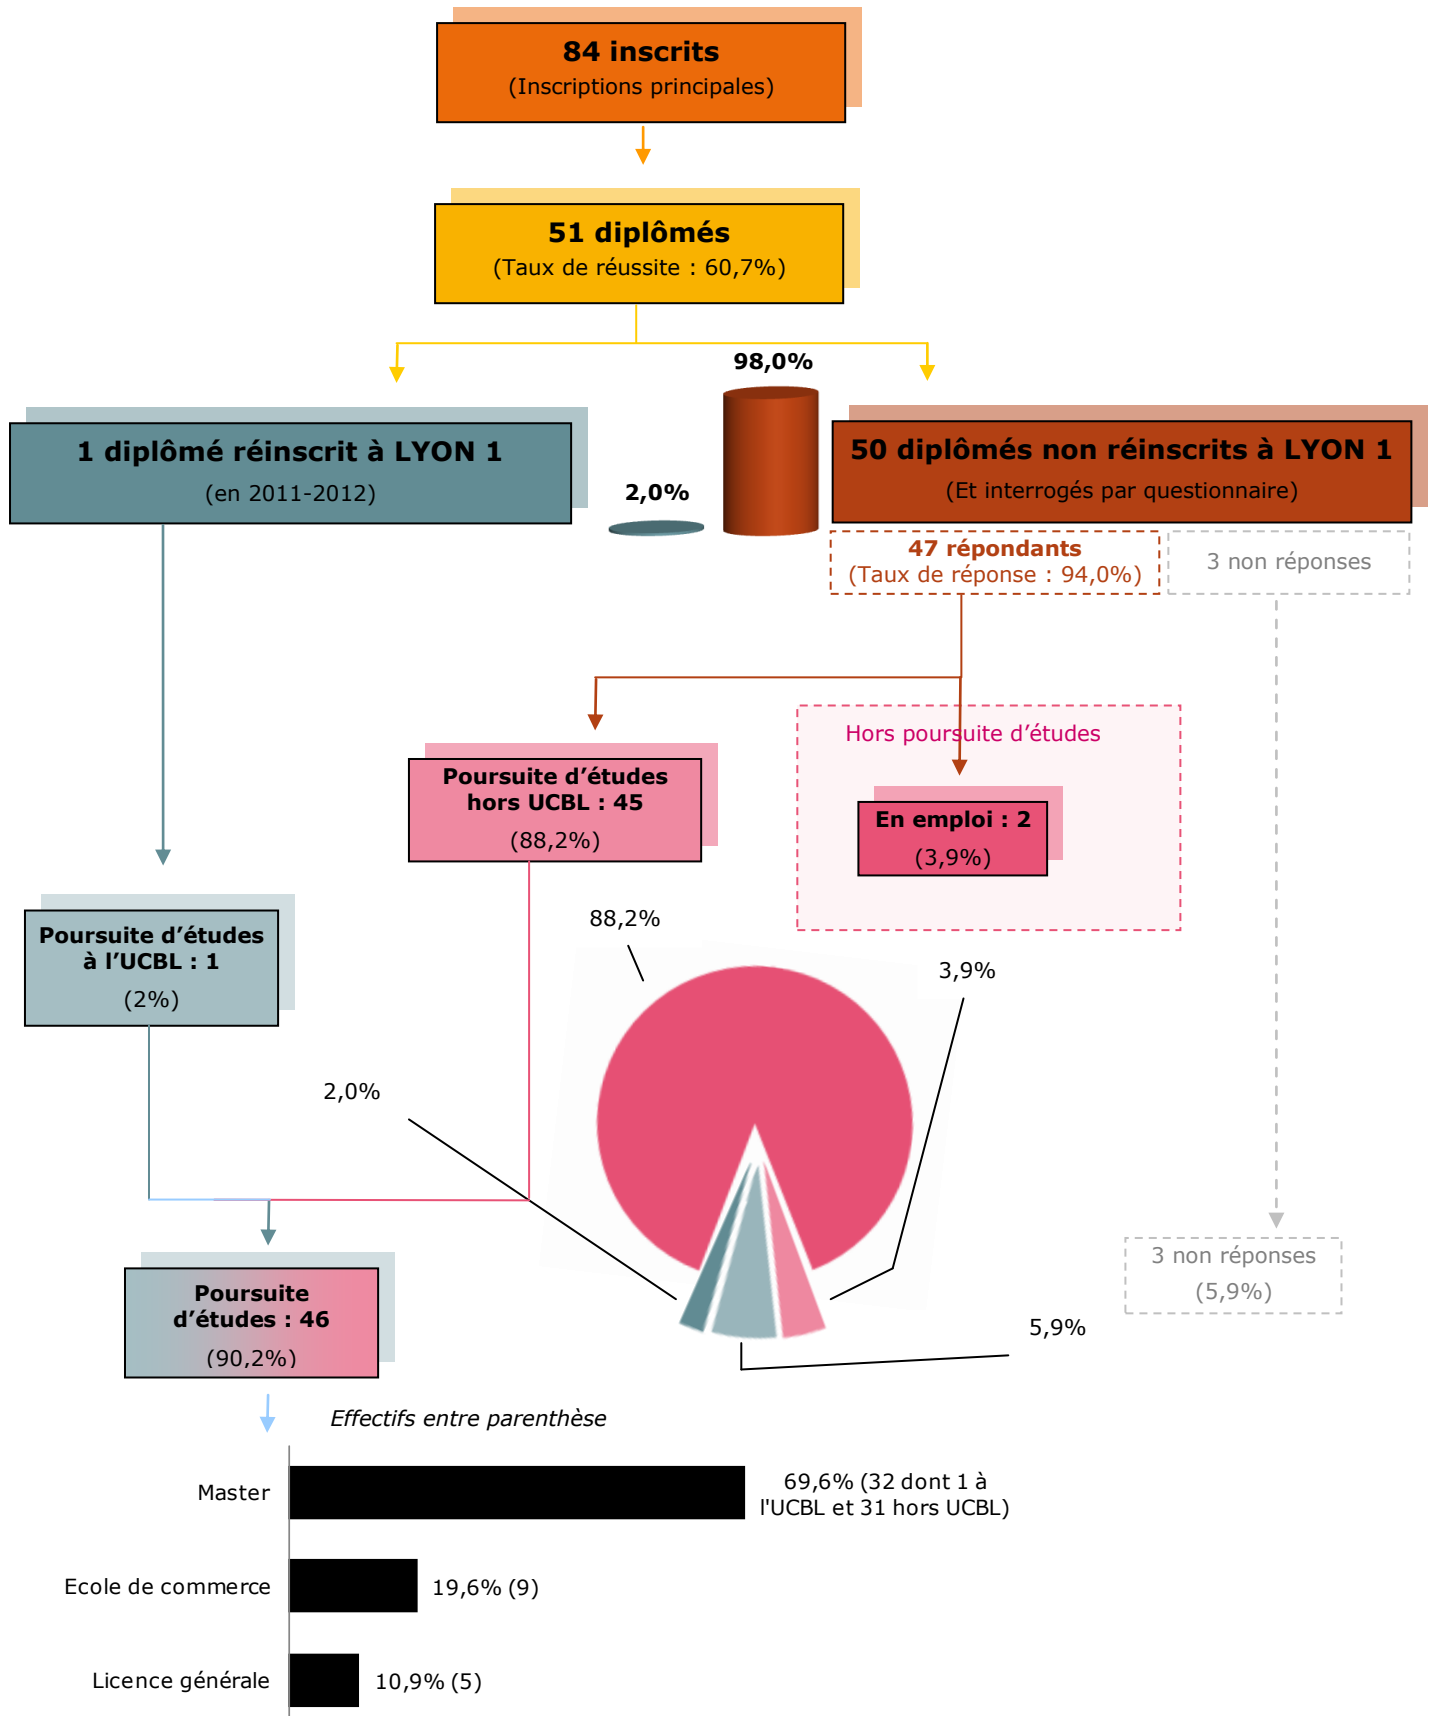 84 inscrits
(Inscriptions principales)
51 diplômés
(Taux de réussite : 60,7%)
98,0%
1 diplômé réinscrit à LYON 1
(en 2011-2012)
2,0%
50 diplômés non réinscrits à LYON 1
(Et interrogés par questionnaire)
47 répondants
(Taux de réponse : 94,0%)
3 non réponses
Hors poursuite d’études
Poursuite d’études
hors UCBL : 45
(88,2%)
En emploi : 2
(3,9%)
Poursuite d’études
à l’UCBL : 1
(2%)
88,2%
3,9%
2,0%
5,9%
3 non réponses
(5,9%)
Poursuite
d’études : 46
(90,2%)
Effectifs entre parenthèse
Master
69,6% (32 dont 1 à
l'UCBL et 31 hors UCBL)
Ecole de commerce
19,6% (9)
Licence générale
10,9% (5)